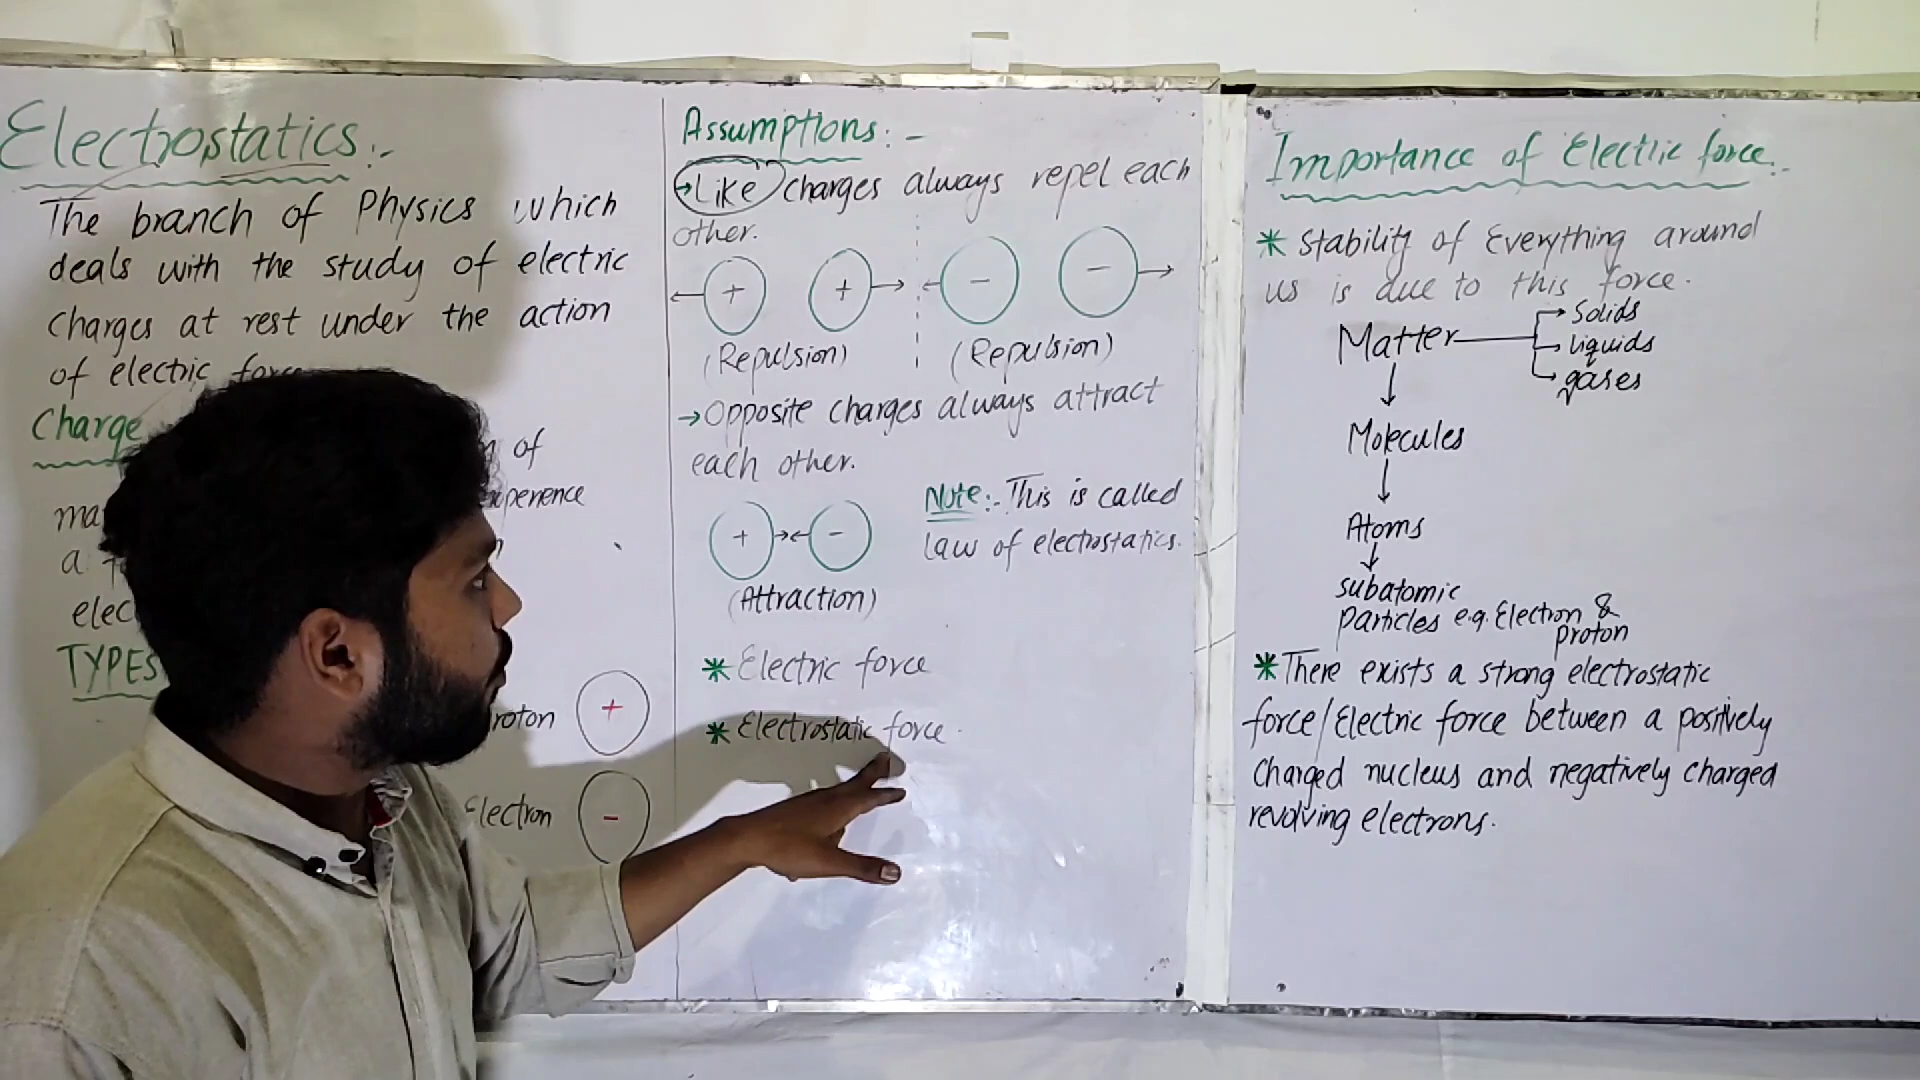 Electrostatics:-
The branch of Physics which
deals with the study of electric
charges at rest under the action
of electric
Charge
of
experience
a
elec
TYPES
roton
+
Electron
-
Assumptions:-
→Like charges always repel each
other.
+ + - -
(Repulsion) (Repulsion)
→Opposite charges always attract
each other.
+ → ← -
(Attraction)
Note:- This is called
law of electrostatics.
* Electric force
* Electrostatic force.
Importance of Electric force:-
* Stability of Everything around
us is due to this force.
Matter
Solids
liquids
gases
Molecules
Atoms
subatomic
Particles e.g. Electron &
proton
*There exists a strong electrostatic
force/Electric force between a positively
charged nucleus and negatively charged
revolving electrons.